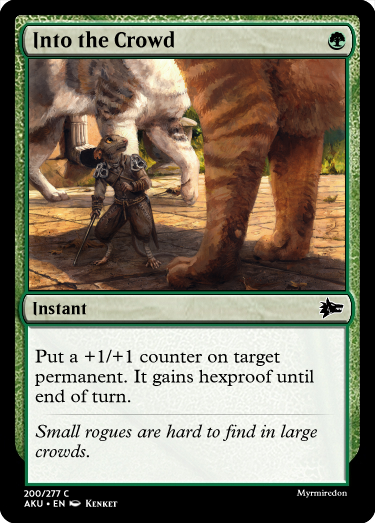 Into the Crowd
Instant
Put a +1/+1 counter on target
permanent. It gains hexproof until
end of turn.
Small rogues are hard to find in large
crowds.
200/277 C
Myrmiredon
AKU • EN Kenket